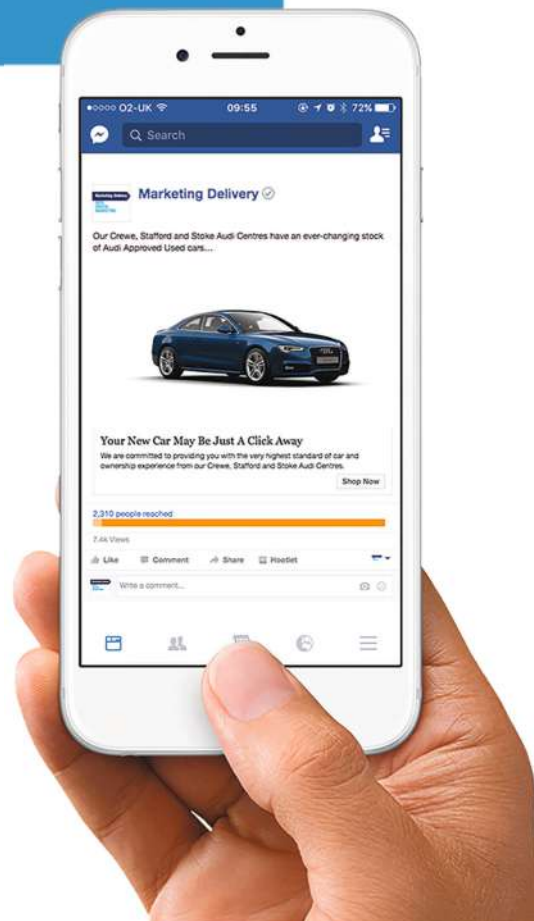 O2-UK 09:55 72%
Search
Marketing Delivery
Our Crewe, Stafford and Stoke Audi Centres have an ever-changing stock
of Audi Approved Used cars...
Your New Car May Be Just A Click Away
We are committed to providing you with the very highest standard of car and
ownership experience from our Crewe, Stafford and Stoke Audi Centres.
Shop Now
2,310 people reached
7.4k Views
Like Comment Share Hootlet
Write a comment...